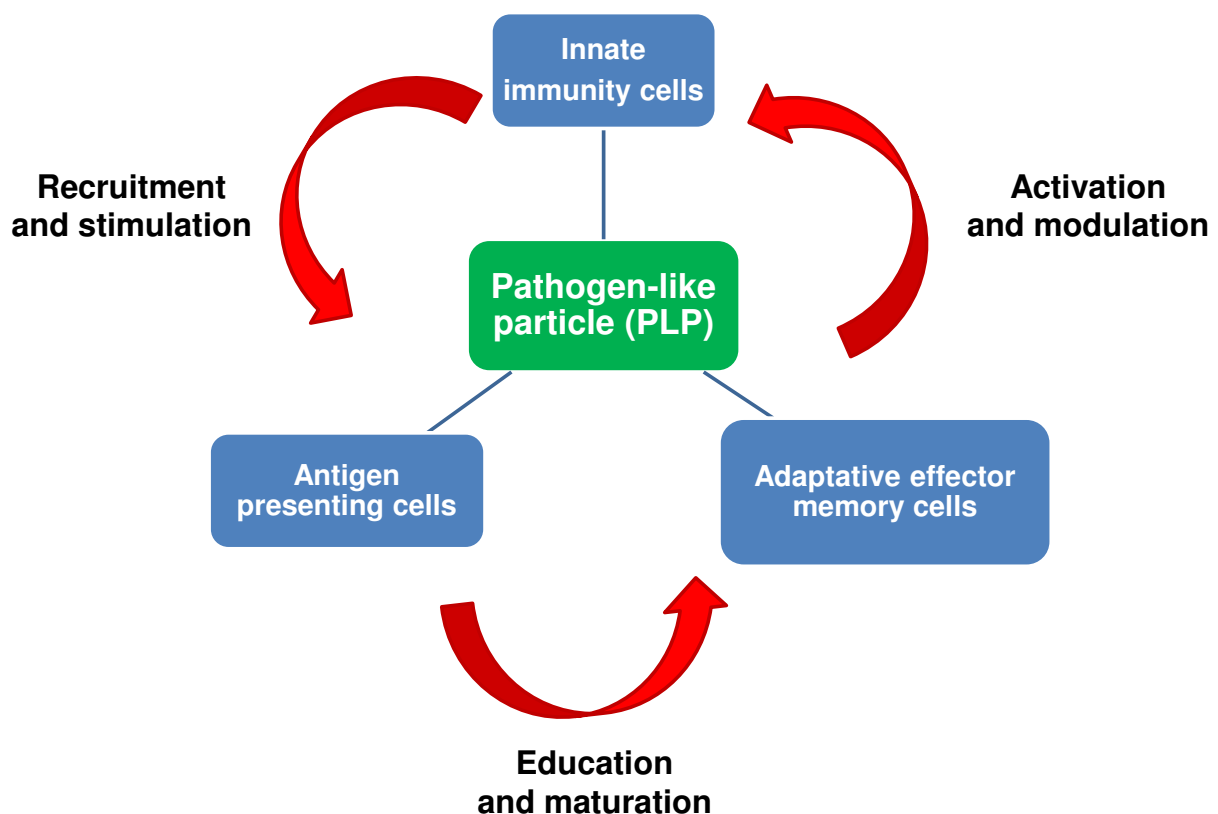 Innate
immunity cells
Recruitment
and stimulation
Activation
and modulation
Pathogen-like
particle (PLP)
Antigen
presenting cells
Adaptative effector
memory cells
Education
and maturation